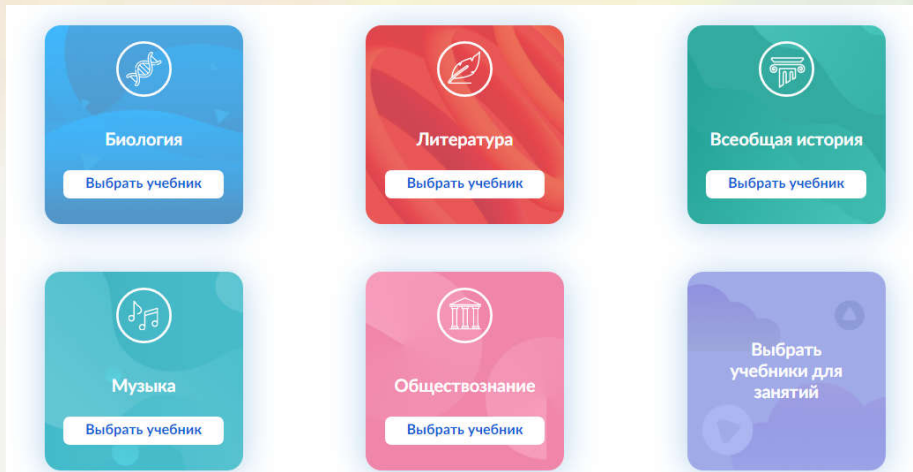 Биология
Выбрать учебник
Литература
Выбрать учебник
Всеобщая история
Выбрать учебник
Музыка
Выбрать учебник
Обществознание
Выбрать учебник
Выбрать
учебники для
занятий